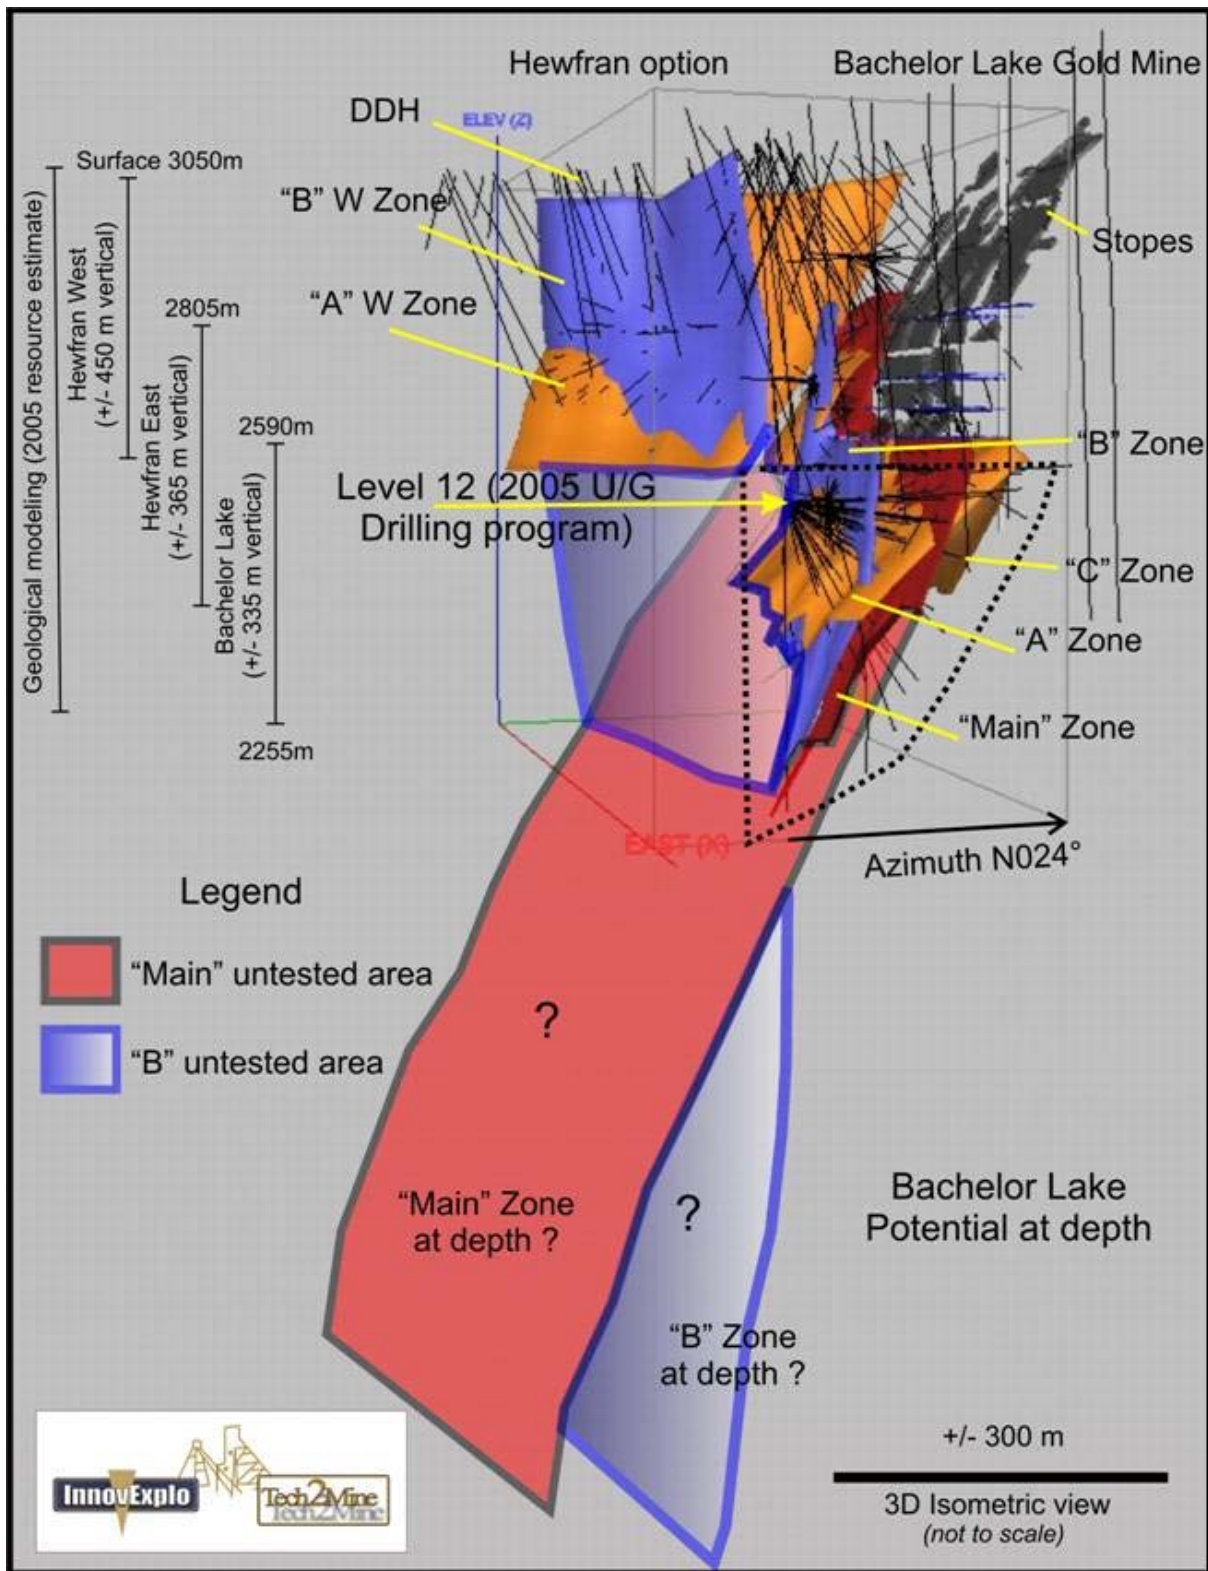 Hewfran option
Bachelor Lake Gold Mine
DDH
ELEV (Z)
Surface 3050m
"B" W Zone
"A" W Zone
Stopes
Geological modeling (2005 resource estimate)
Hewfran West
(+/- 450 m vertical)
2805m
Hewfran East
(+/- 365 m vertical)
2590m
Bachelor Lake
(+/- 335 m vertical)
2255m
Level 12 (2005 U/G
Drilling program)
"B" Zone
"C" Zone
"A" Zone
"Main" Zone
EAST (X)
Azimuth N024°
Legend
"Main" untested area
"B" untested area
?
?
"Main" Zone
at depth ?
"B" Zone
at depth ?
Bachelor Lake
Potential at depth
+/- 300 m
3D Isometric view
(not to scale)
InnovExplo
Tech2Mine
Tech2Mine